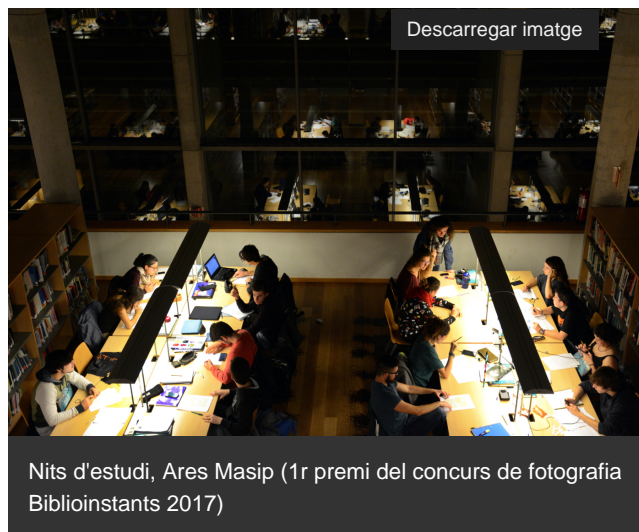 Descarregar imatge
Nits d'estudi, Ares Masip (1r premi del concurs de fotografia
Biblioinstants 2017)